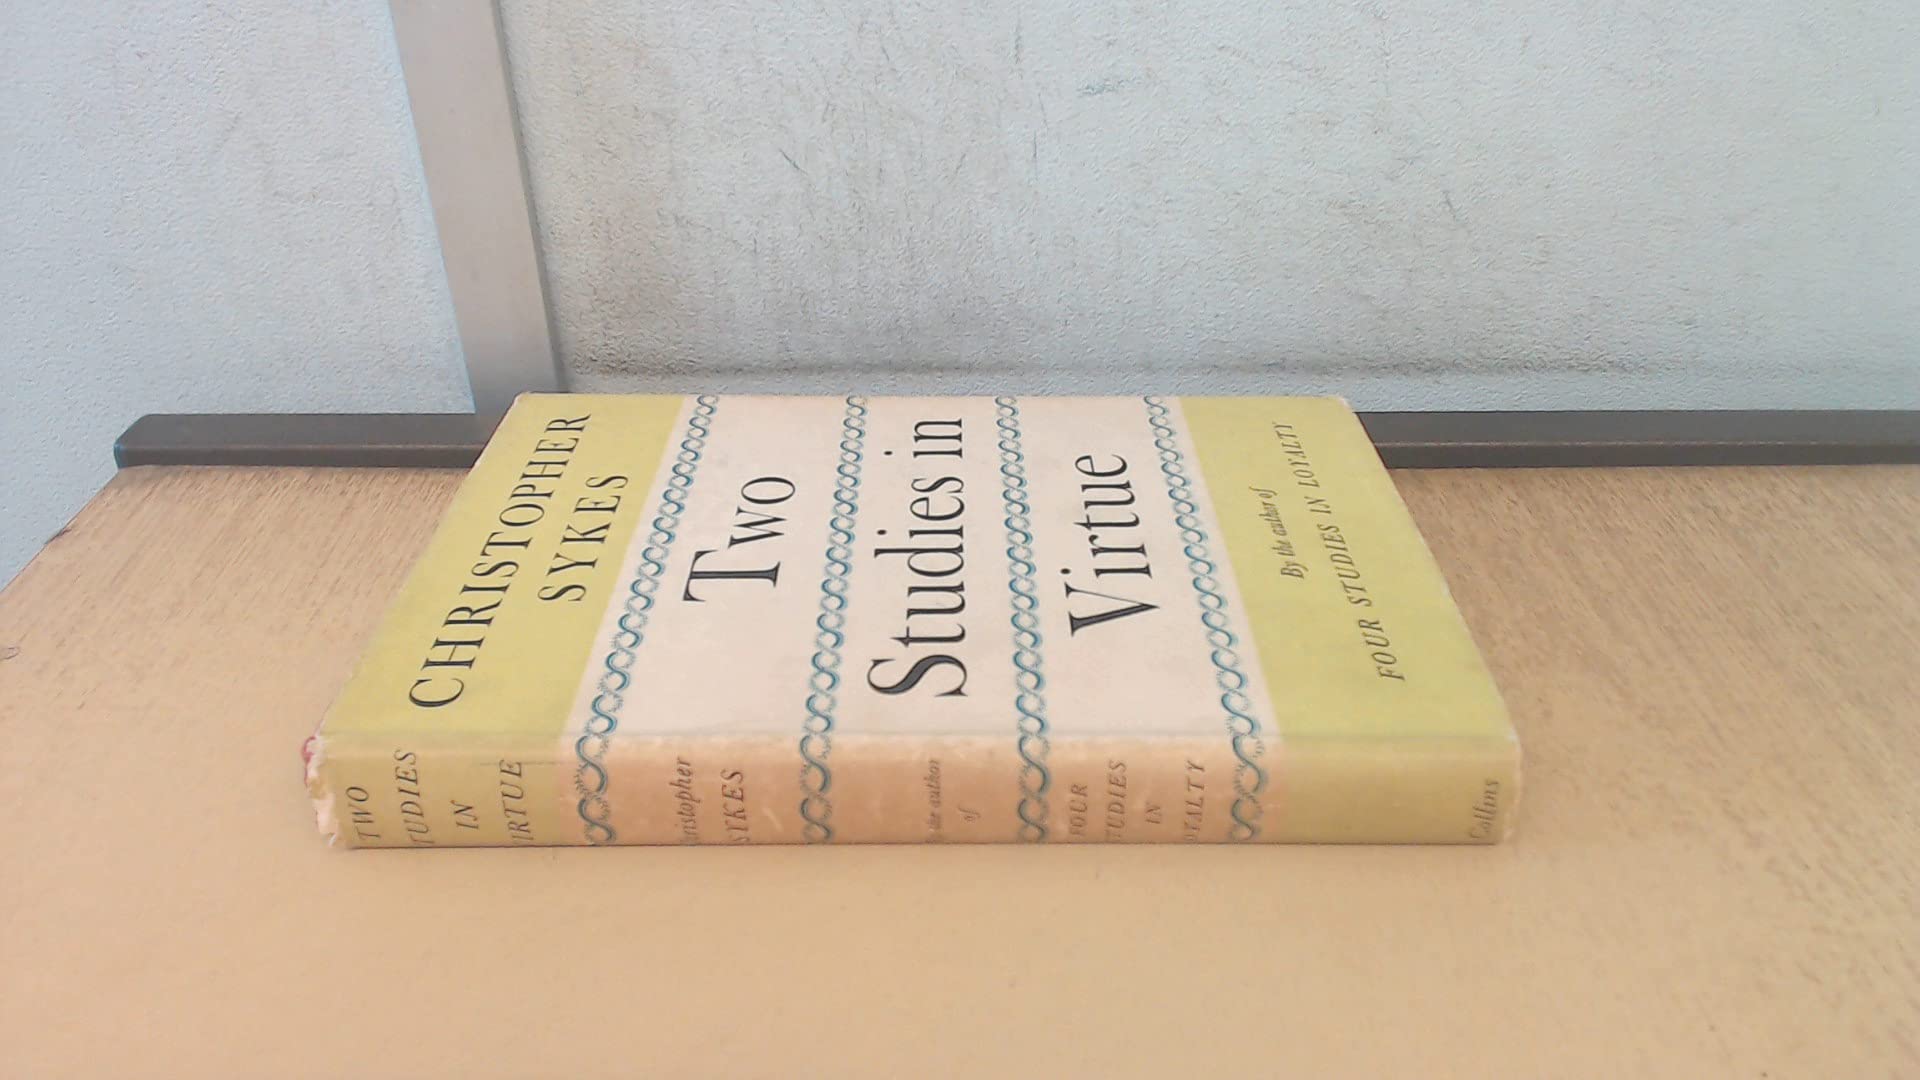 CHRISTOPHER
SYKES
Two
Studies in
Virtue
By the author of
FOUR STUDIES IN LOYALTY
TWO
STUDIES
IN
VIRTUE
Christopher
SYKES
By the author
of
FOUR
STUDIES
IN
LOYALTY
Collins